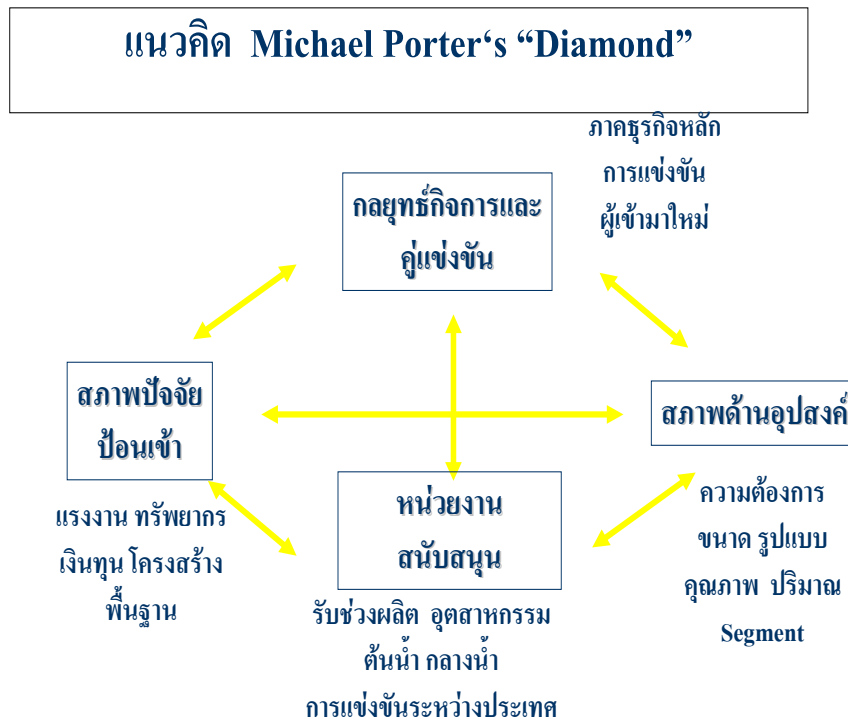 แนวคิด Michael Porter‘s “Diamond”
ภาคธุรกิจหลัก
การแข่งขัน
ผู้เข้ามาใหม่
กลยุทธ์กิจการและ
คู่แข่งขัน
สภาพปัจจัย
ป้อนเข้า
แรงงาน ทรัพยากร
เงินทุน โครงสร้าง
พื้นฐาน
หน่วยงาน
สนับสนุน
รับช่วงผลิต อุตสาหกรรม
ต้นน้ำ กลางน้ำ
การแข่งขันระหว่างประเทศ
สภาพด้านอุปสงค์
ความต้องการ
ขนาด รูปแบบ
คุณภาพ ปริมาณ
Segment